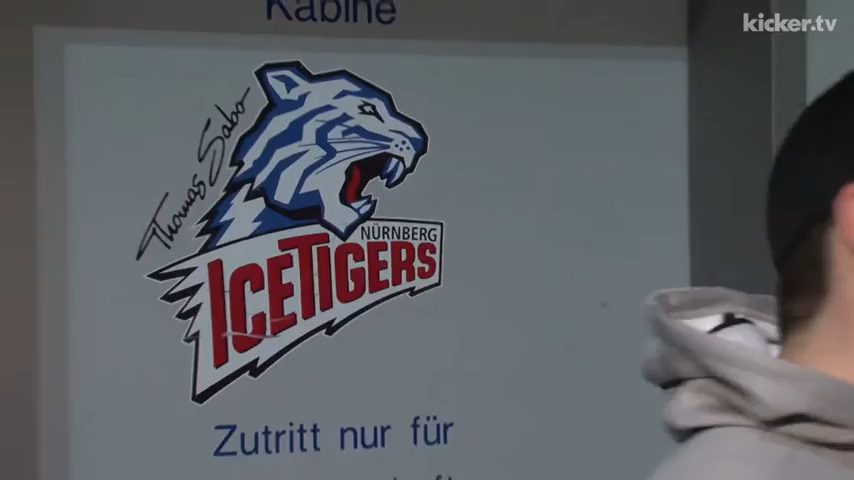 Kabine
kicker.tv
Thomas Sabo
NÜRNBERG
ICETIGERS
Zutritt nur für